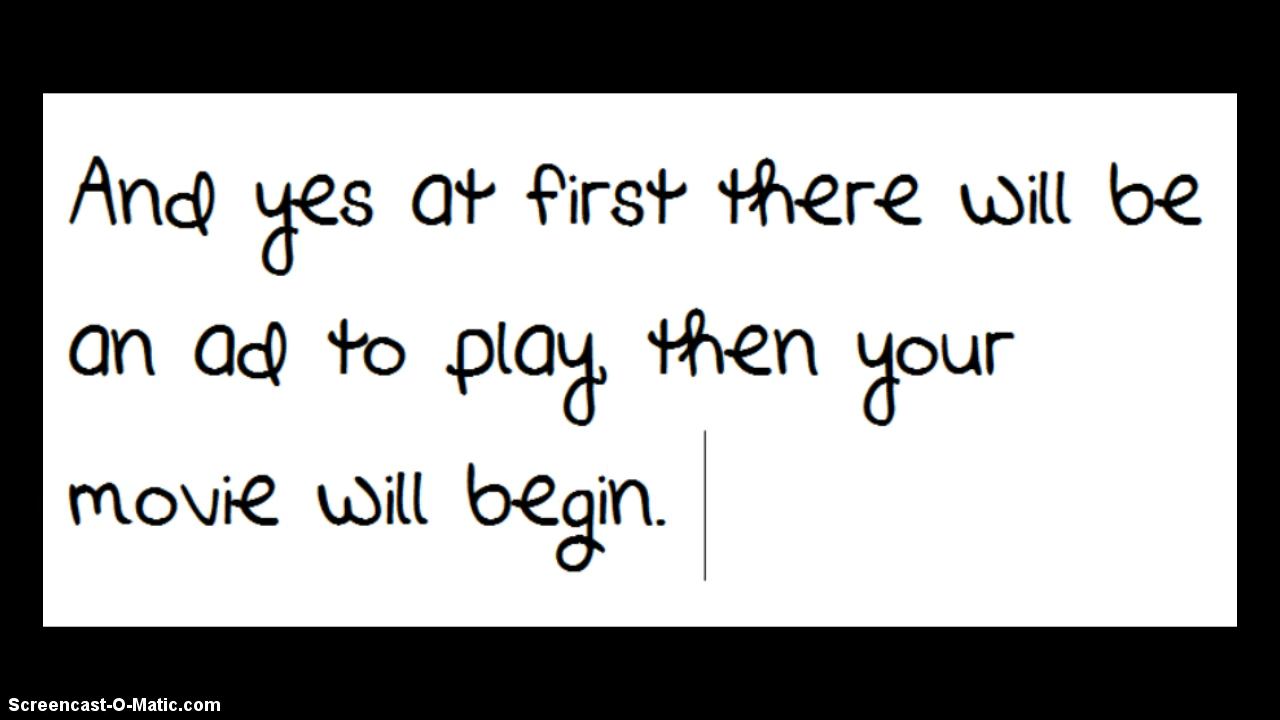 And yes at first there will be
an ad to play, then your
movie will begin.
Screencast-O-Matic.com